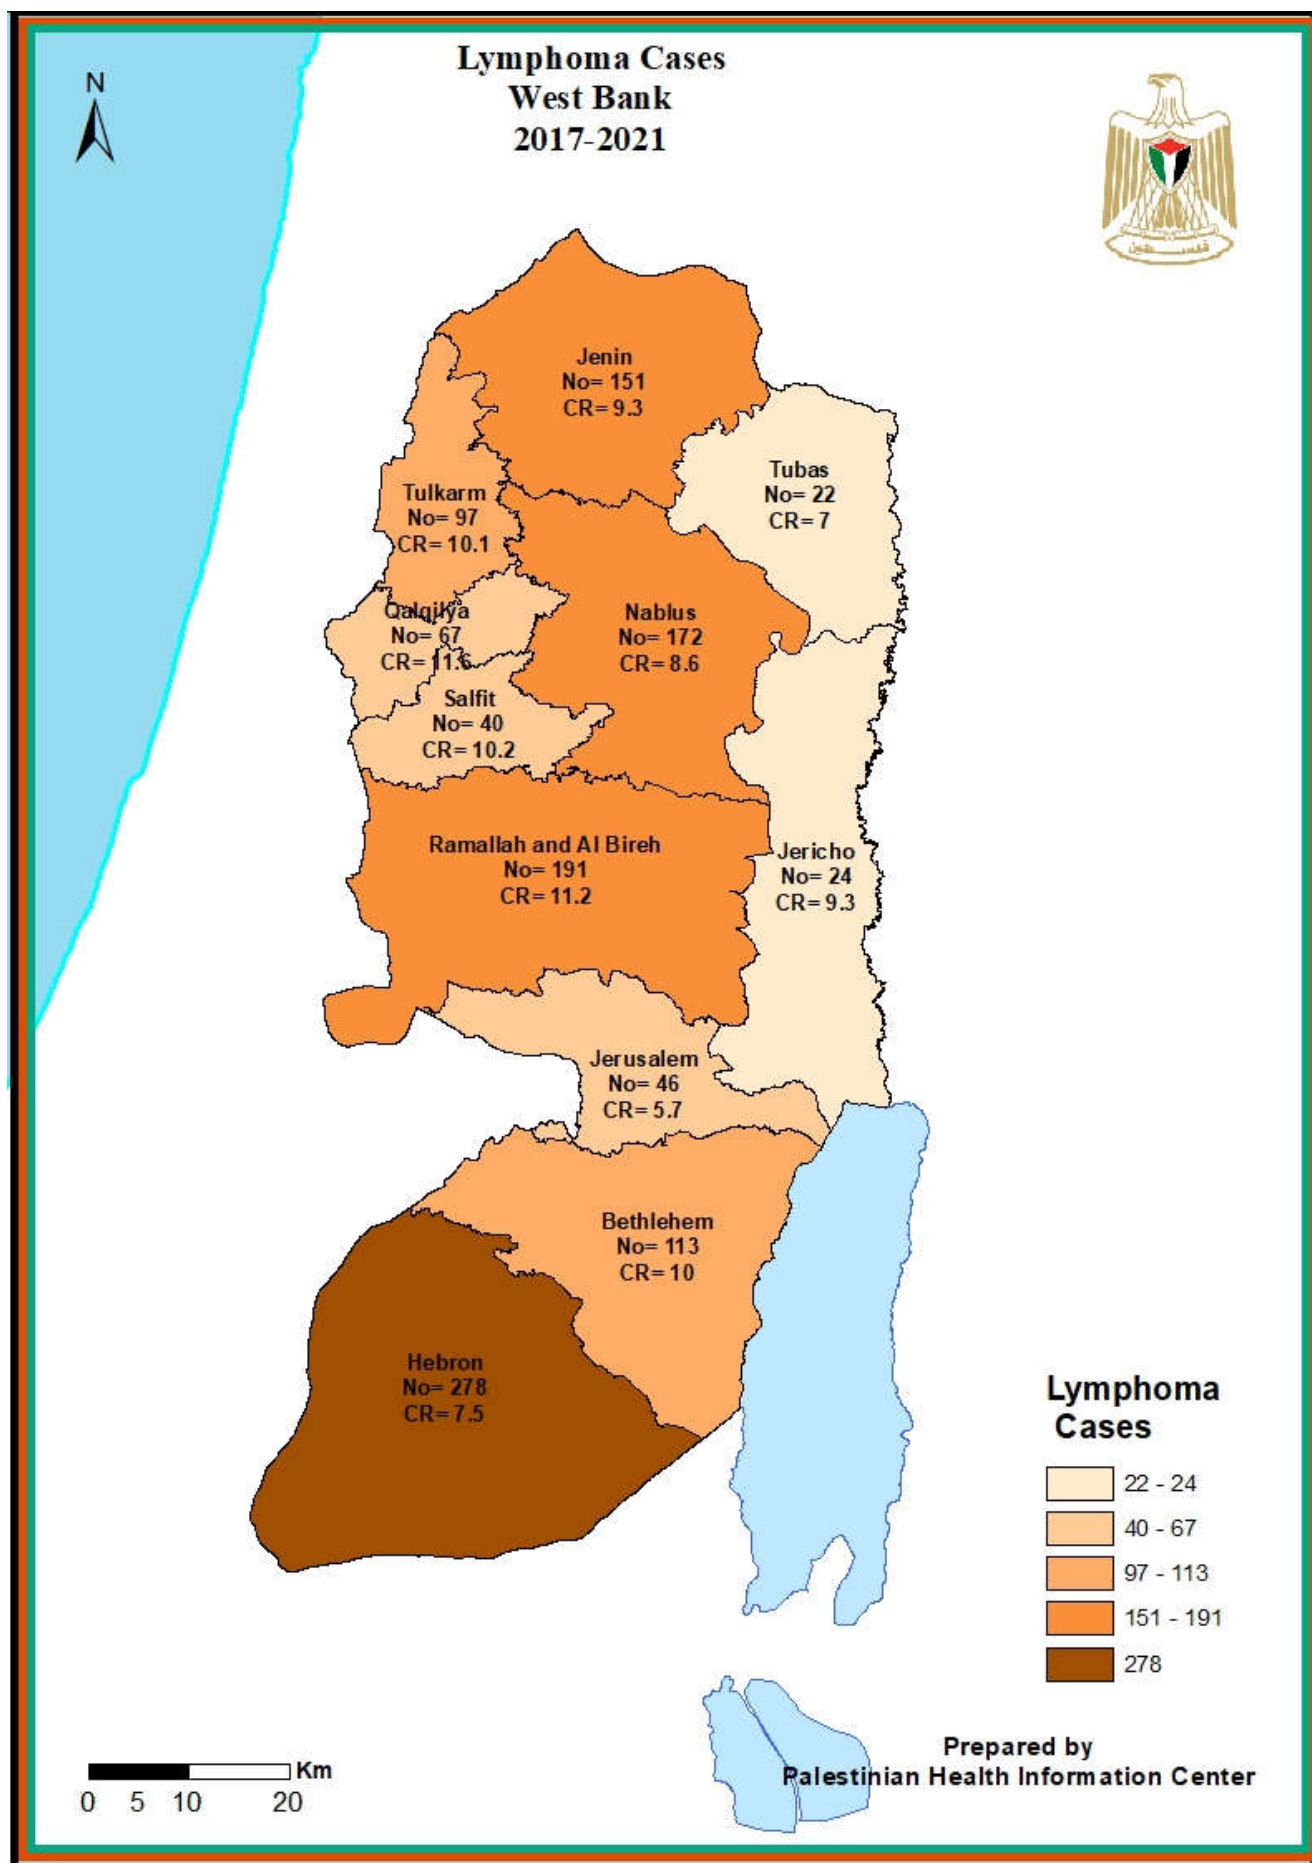 Lymphoma Cases
West Bank
2017-2021
N
فلسطين
Jenin
No= 151
CR= 9.3
Tubas
No= 22
CR= 7
Tulkarm
No= 97
CR= 10.1
Qalqilya
No= 67
CR= 11.6
Nablus
No= 172
CR= 8.6
Salfit
No= 40
CR= 10.2
Ramallah and Al Bireh
No= 191
CR= 11.2
Jericho
No= 24
CR= 9.3
Jerusalem
No= 46
CR= 5.7
Bethlehem
No= 113
CR= 10
Hebron
No= 278
CR= 7.5
Lymphoma
Cases
22 - 24
40 - 67
97 - 113
151 - 191
278
Prepared by
Palestinian Health Information Center
Km
0 5 10 20